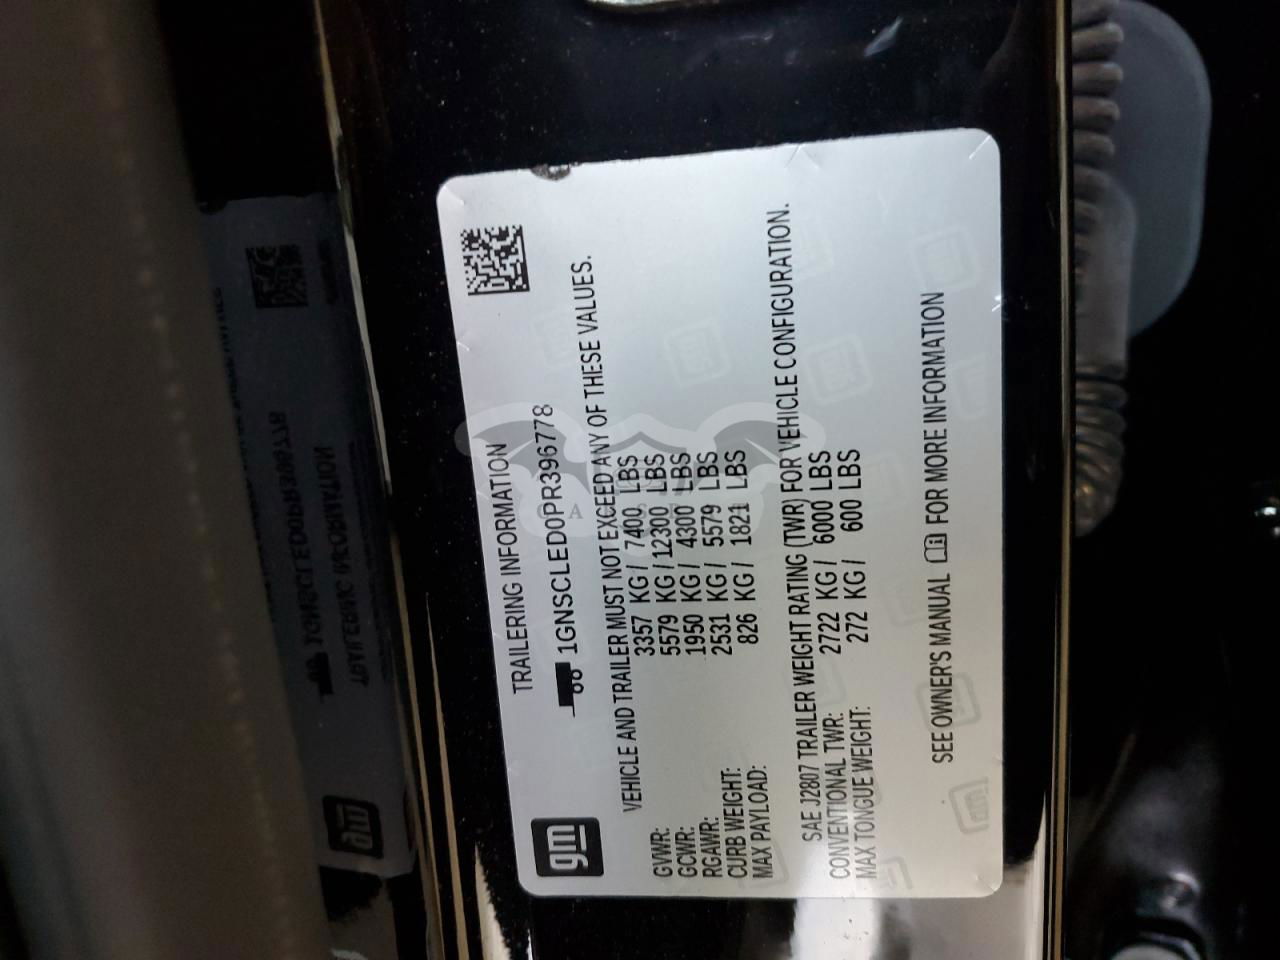 gm
TRAILERING INFORMATION
1GNSCLED0PR396778
VEHICLE AND TRAILER MUST NOT EXCEED ANY OF THESE VALUES.
GVWR: 3357 KG / 7400 LBS
GCWR: 5579 KG / 12300 LBS
RGAWR: 1950 KG / 4300 LBS
CURB WEIGHT: 2531 KG / 5579 LBS
MAX PAYLOAD: 826 KG / 1821 LBS
SAE J2807 TRAILER WEIGHT RATING (TWR) FOR VEHICLE CONFIGURATION.
CONVENTIONAL TWR: 2722 KG / 6000 LBS
MAX TONGUE WEIGHT: 272 KG / 600 LBS
SEE OWNER'S MANUAL FOR MORE INFORMATION